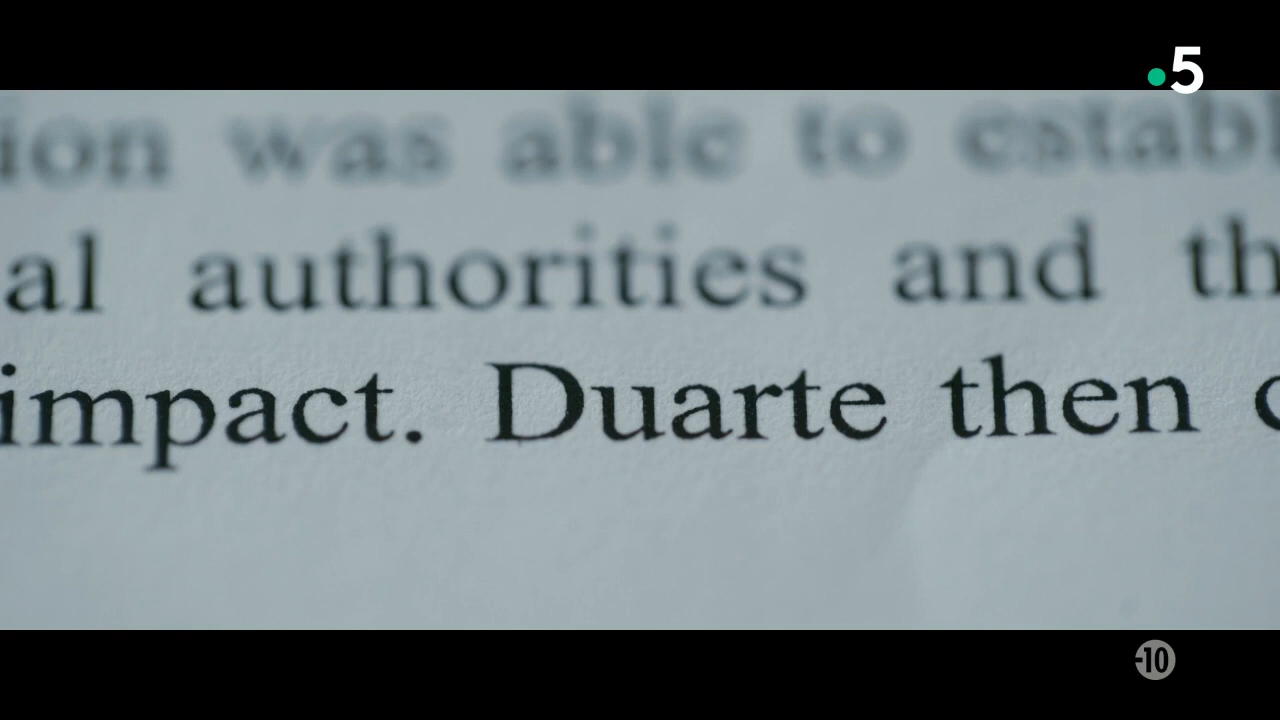 5
ion was able to establ
al authorities and th
impact. Duarte then c
-10